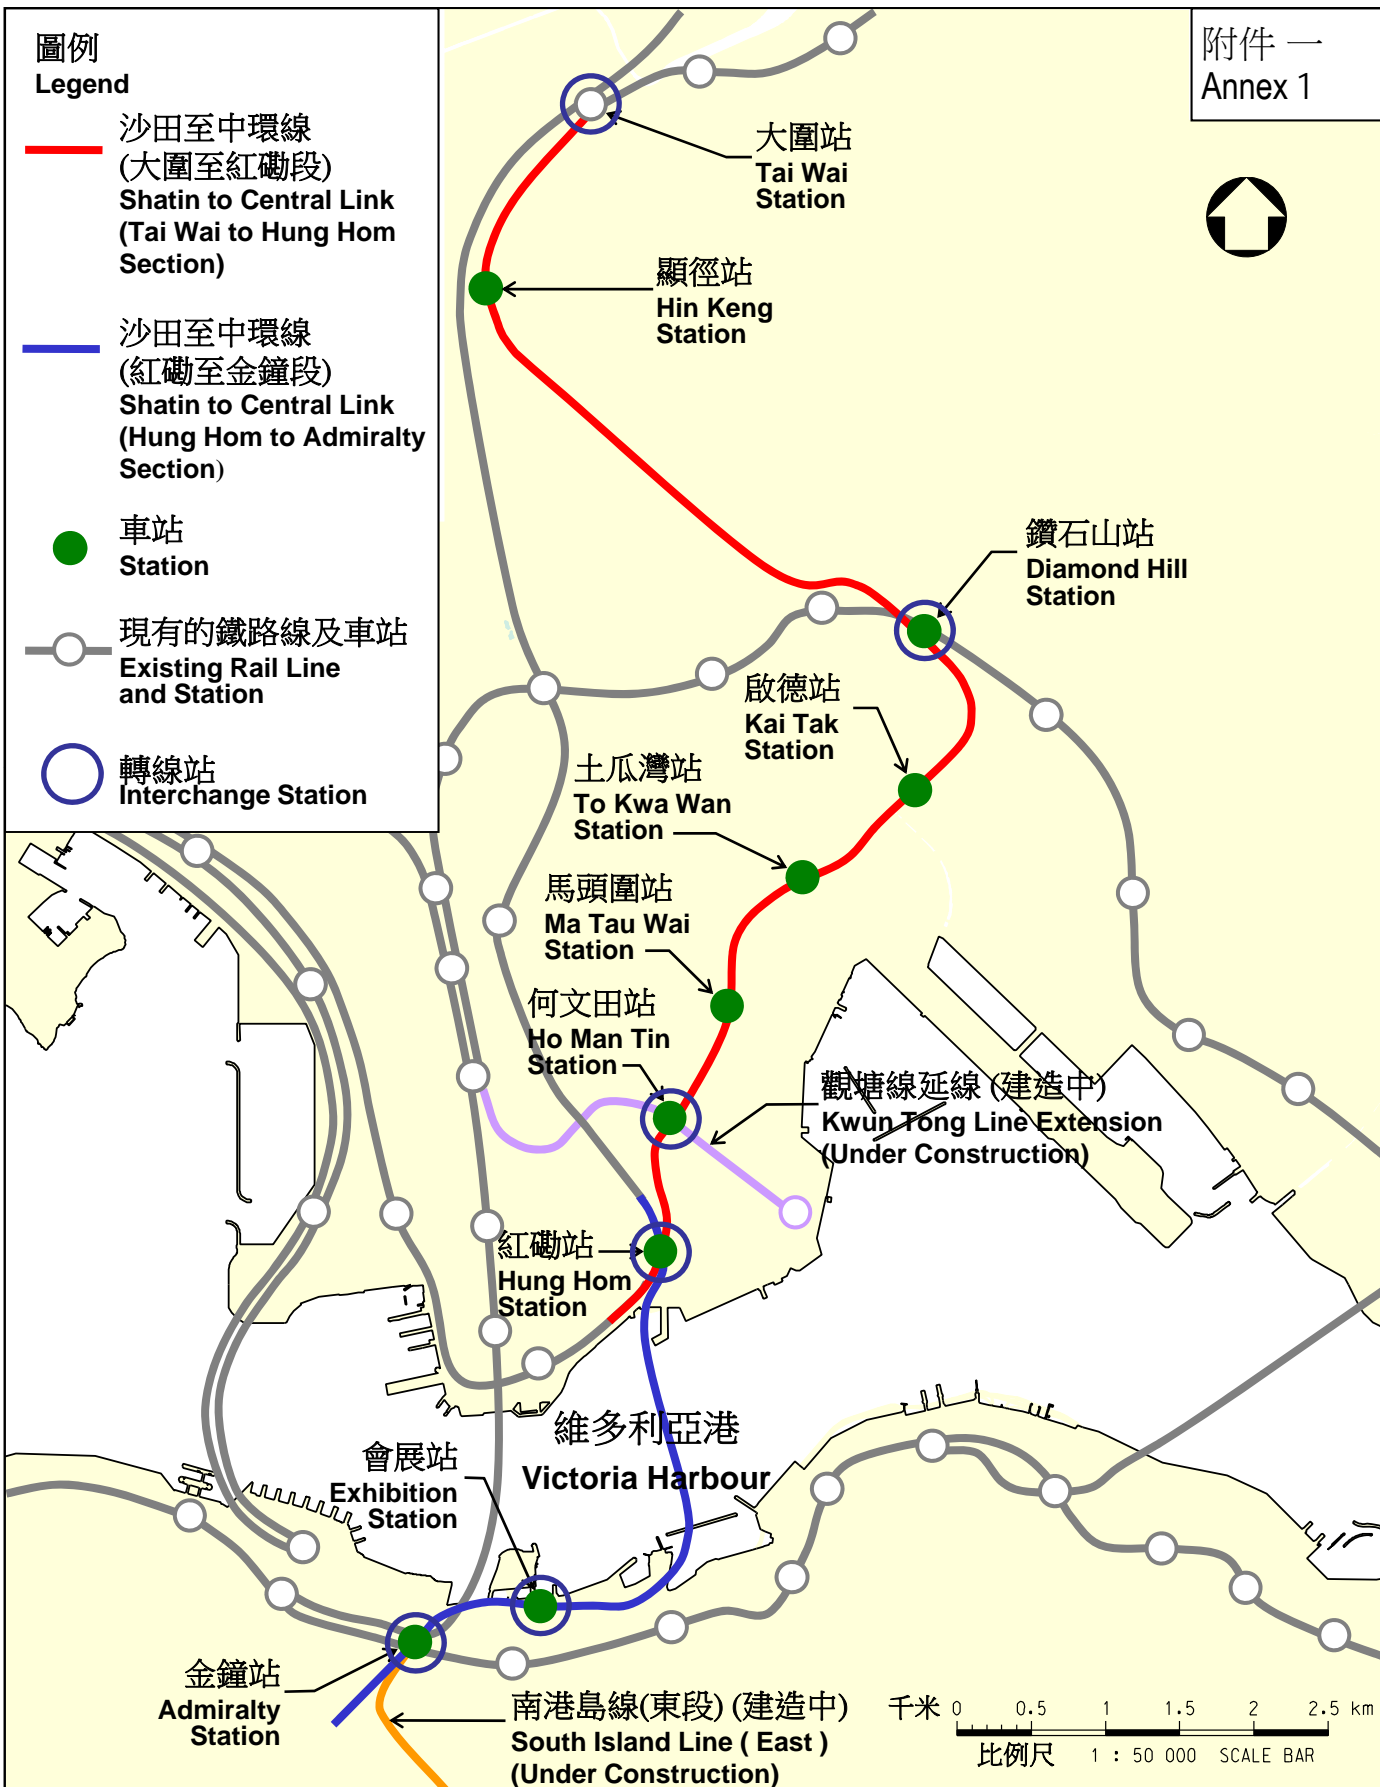 圖例
Legend
沙田至中環線
(大圍至紅磡段)
Shatin to Central Link
(Tai Wai to Hung Hom
Section)
沙田至中環線
(紅磡至金鐘段)
Shatin to Central Link
(Hung Hom to Admiralty
Section)
車站
Station
現有的鐵路線及車站
Existing Rail Line
and Station
轉線站
Interchange Station
附件 一
Annex 1
大圍站
Tai Wai
Station
顯徑站
Hin Keng
Station
鑽石山站
Diamond Hill
Station
啟德站
Kai Tak
Station
土瓜灣站
To Kwa Wan
Station
馬頭圍站
Ma Tau Wai
Station
何文田站
Ho Man Tin
Station
觀塘線延線 (建造中)
Kwun Tong Line Extension
(Under Construction)
紅磡站
Hung Hom
Station
維多利亞港
Victoria Harbour
會展站
Exhibition
Station
金鐘站
Admiralty
Station
南港島線(東段) (建造中)
South Island Line ( East )
(Under Construction)
千米 0 0.5 1 1.5 2 2.5 km
比例尺 1 : 50 000 SCALE BAR